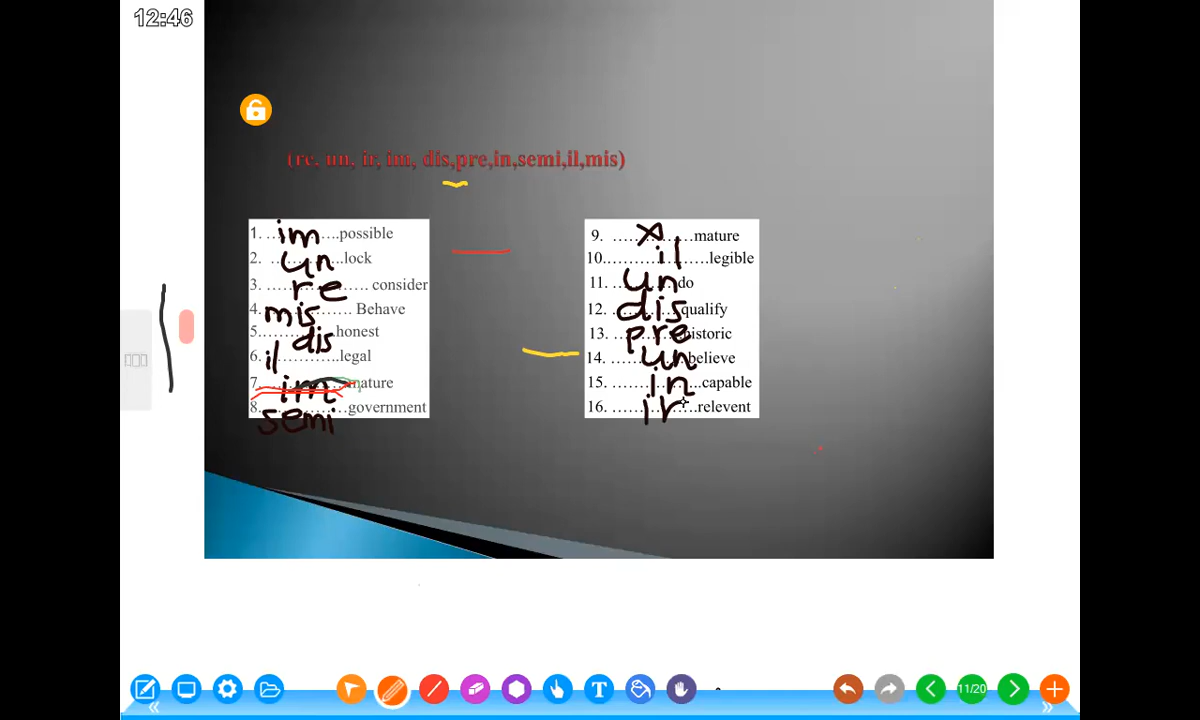 12:46
(re, un, ir, im, dis,pre,in,semi,il,mis)
1. im possible
2. un lock
3. re consider
4. mis Behave
5. dis honest
6. il legal
7. im mature
8. semi government
9. x mature
10. il legible
11. un do
12. dis qualify
13. pre historic
14. un believe
15. in capable
16. ir relevent
11/20